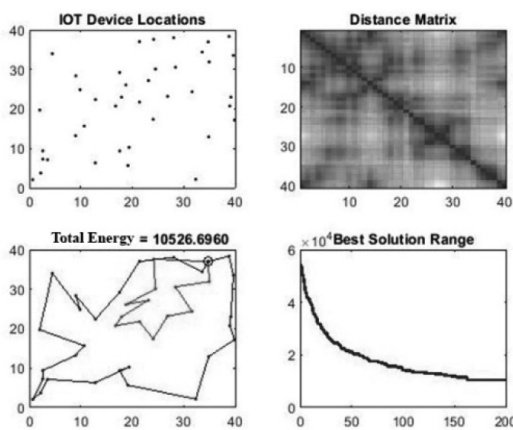 IOT Device Locations
40
30
20
10
0
0 10 20 30 40
Distance Matrix
10
20
30
40
10 20 30 40
Total Energy = 10526.6960
40
30
20
10
0
0 10 20 30 40
×10⁴ Best Solution Range
6
4
2
0
0 50 100 150 200